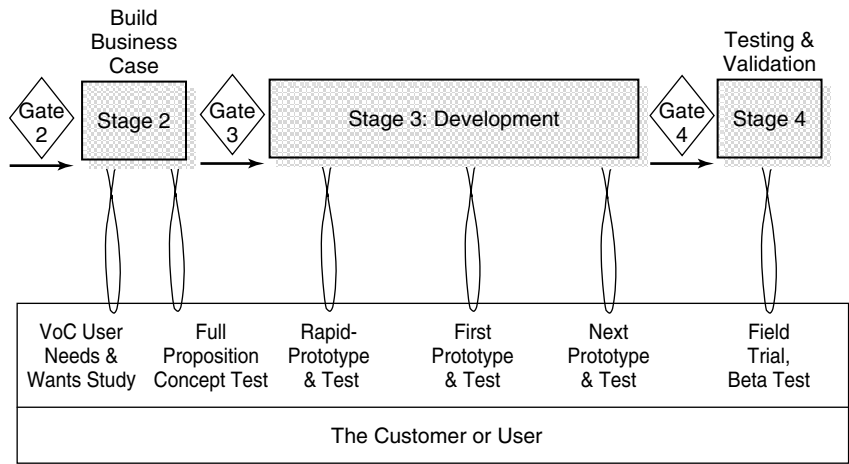 Build
Business
Case
Testing &
Validation
Gate
2
Stage 2
Gate
3
Stage 3: Development
Gate
4
Stage 4
VoC User
Needs &
Wants Study
Full
Proposition
Concept Test
Rapid-
Prototype
& Test
First
Prototype
& Test
Next
Prototype
& Test
Field
Trial,
Beta Test
The Customer or User